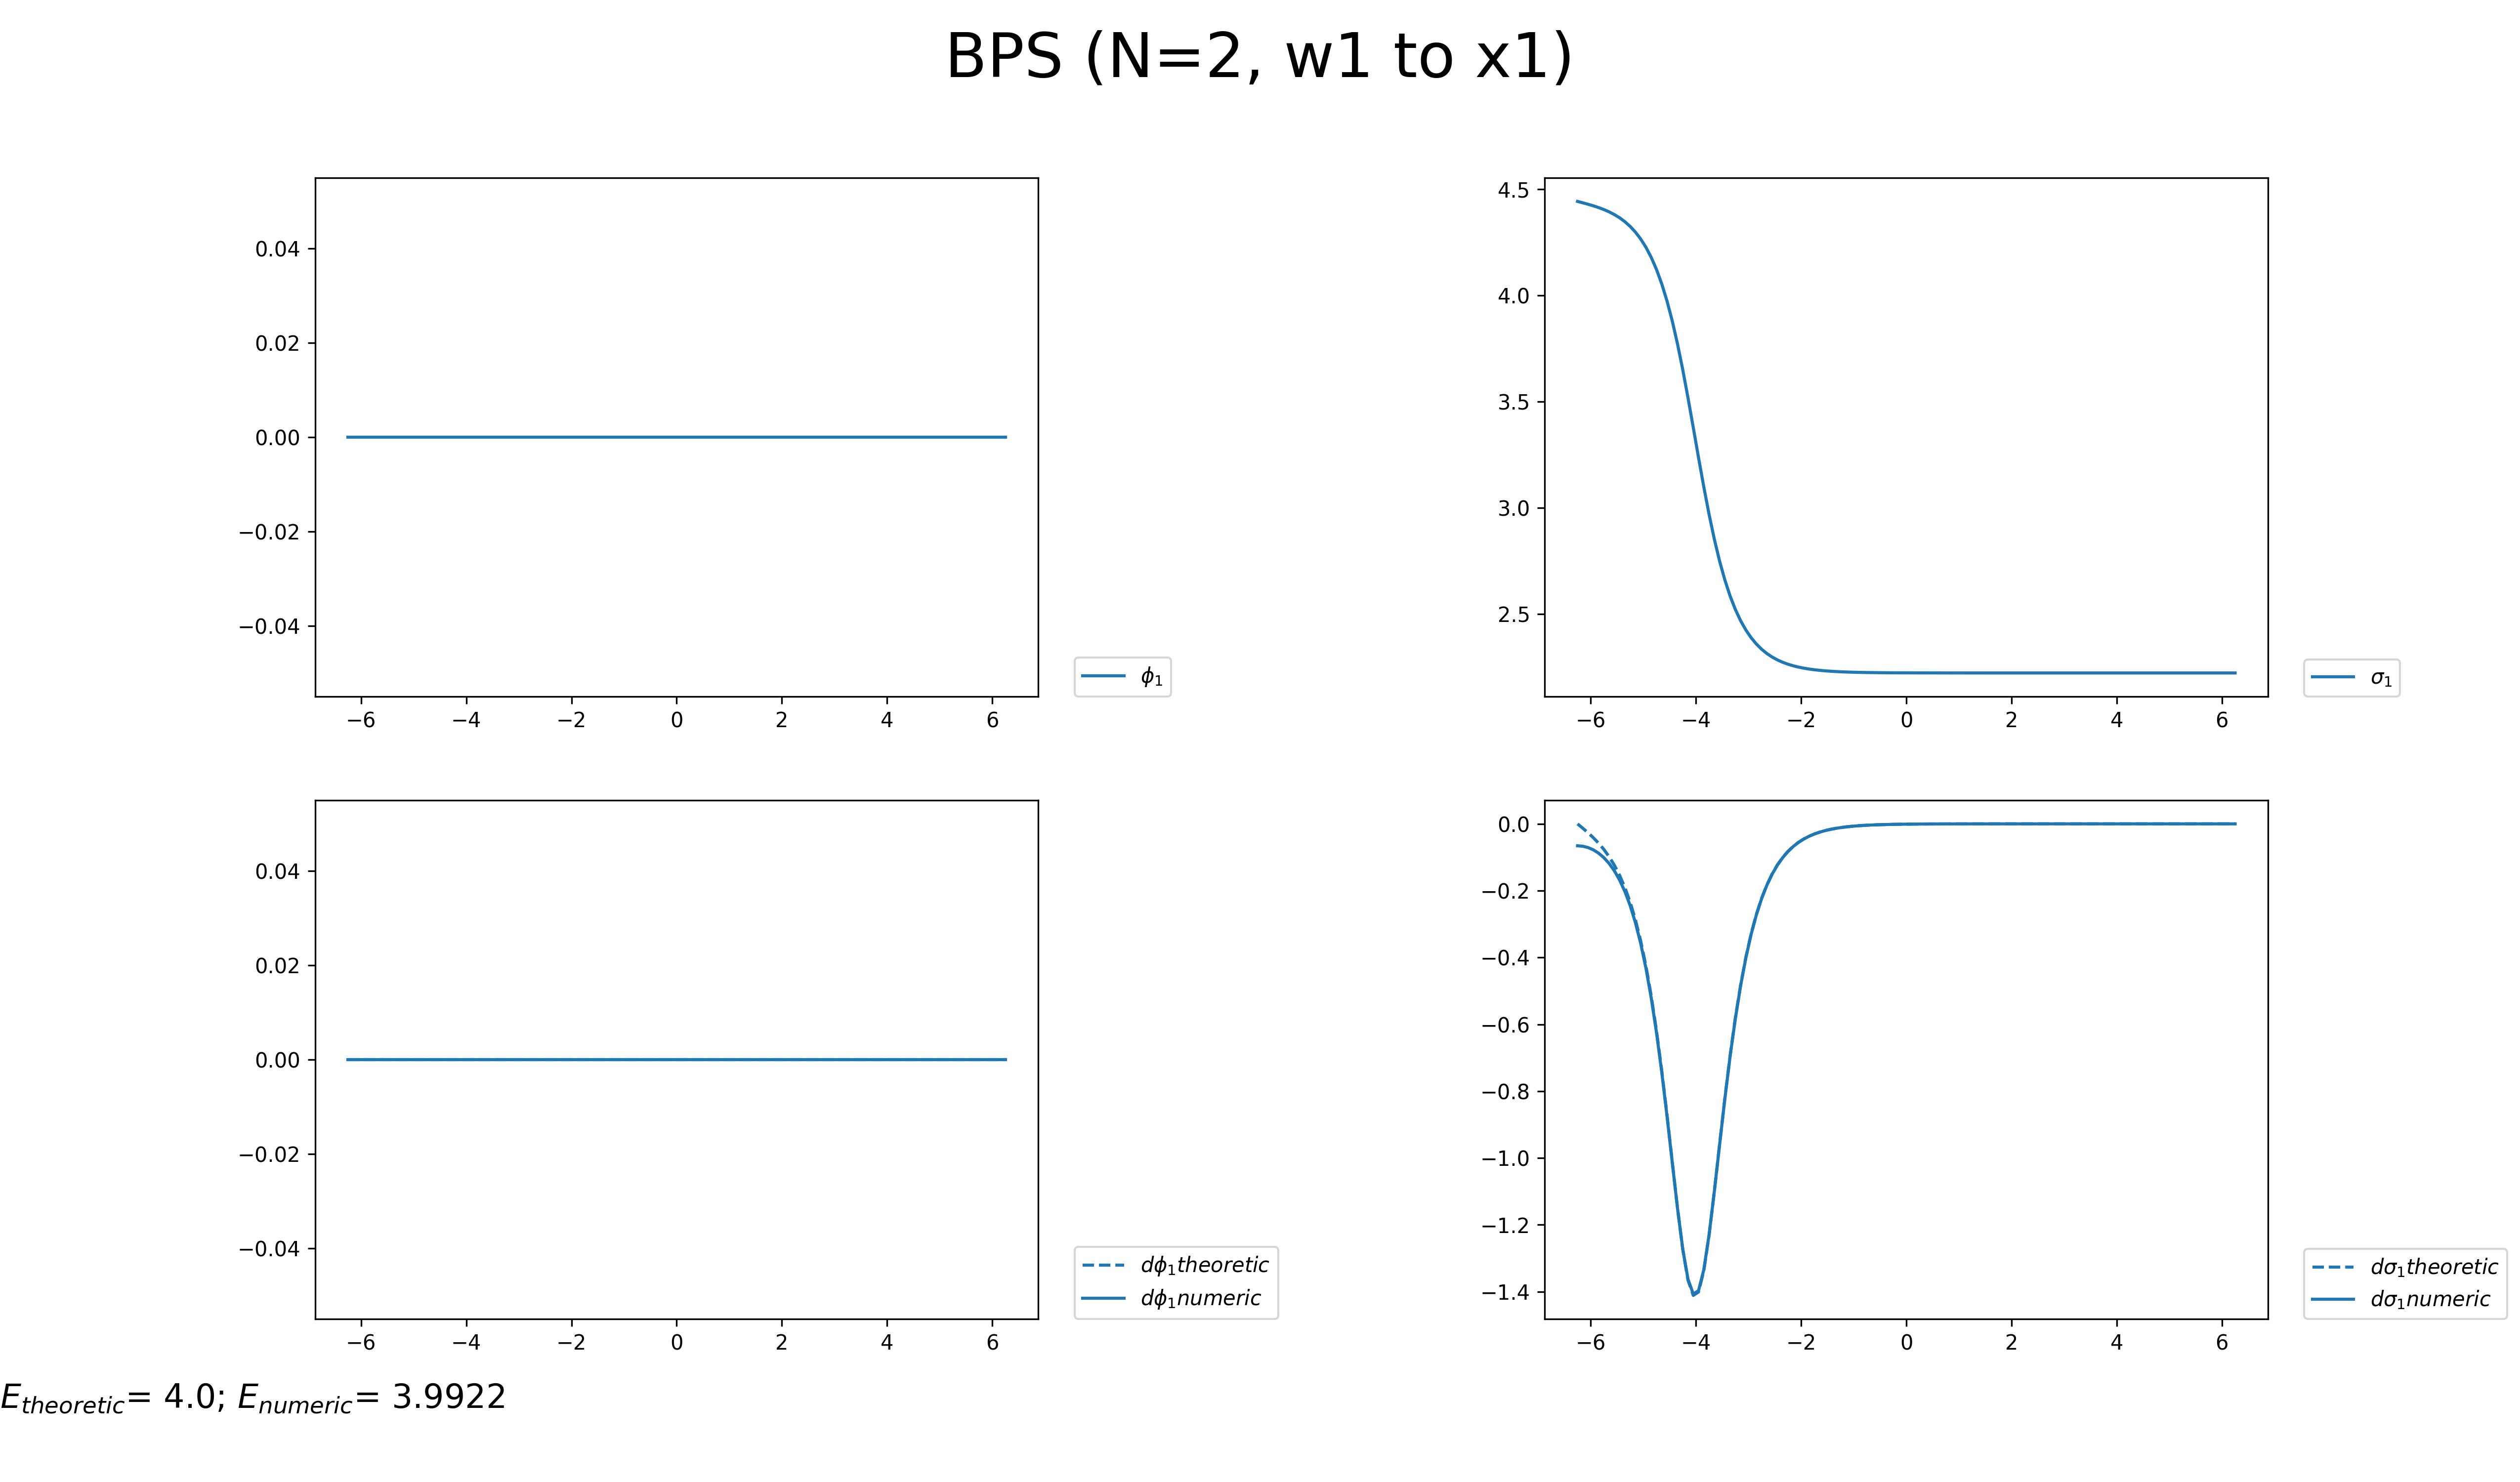 BPS (N=2, w1 to x1)
0.04
0.02
0.00
−0.02
−0.04
−6 −4 −2 0 2 4 6
ϕ₁
4.5
4.0
3.5
3.0
2.5
−6 −4 −2 0 2 4 6
σ₁
0.04
0.02
0.00
−0.02
−0.04
−6 −4 −2 0 2 4 6
dϕ₁theoretic
dϕ₁numeric
0.0
−0.2
−0.4
−0.6
−0.8
−1.0
−1.2
−1.4
−6 −4 −2 0 2 4 6
dσ₁theoretic
dσ₁numeric
E_theoretic= 4.0; E_numeric= 3.9922